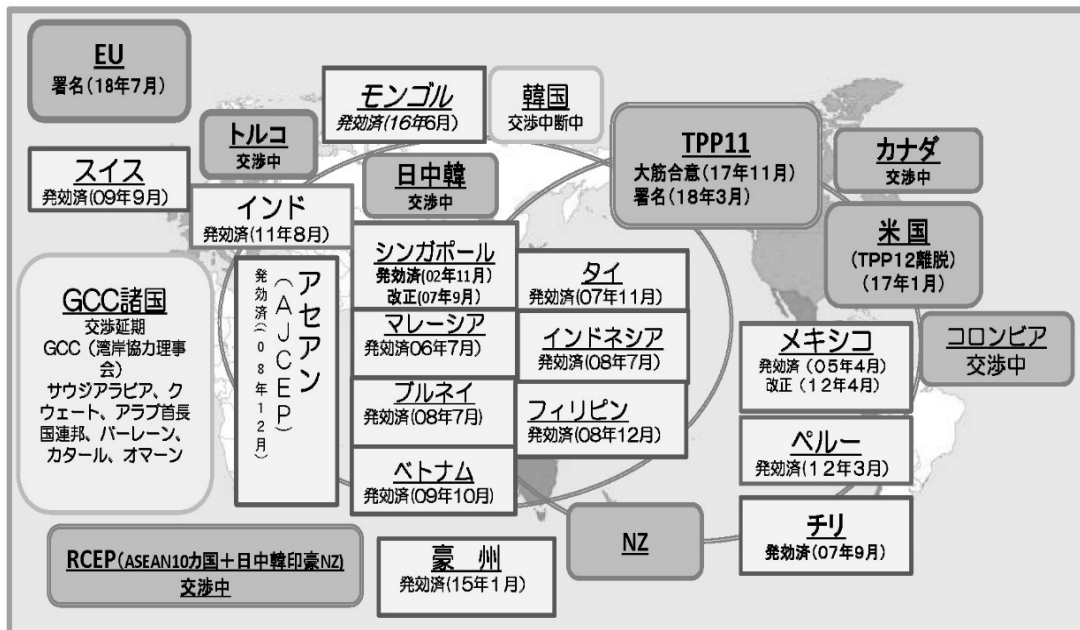 EU
署名(18年7月)
モンゴル
発効済(16年6月)
韓国
交渉中断中
トルコ
交渉中
TPP11
大筋合意(17年11月)
署名(18年3月)
カナダ
交渉中
スイス
発効済(09年9月)
日中韓
交渉中
インド
発効済(11年8月)
米国
(TPP12離脱)
(17年1月)
シンガポール
発効済(02年11月)
改正(07年9月)
タイ
発効済(07年11月)
アセアン
(AJCEP)
発効済(08年12月)
GCC諸国
交渉延期
GCC(湾岸協力理事
会)
サウジアラビア、ク
ウェート、アラブ首長
国連邦、バーレーン、
カタール、オマーン
マレーシア
発効済06年7月)
インドネシア
発効済(08年7月)
メキシコ
発効済(05年4月)
改正(12年4月)
コロンビア
交渉中
ブルネイ
発効済(08年7月)
フィリピン
発効済(08年12月)
ペルー
発効済(12年3月)
ベトナム
発効済(09年10月)
チリ
発効済(07年9月)
NZ
RCEP(ASEAN10カ国+日中韓印豪NZ)
交渉中
豪 州
発効済(15年1月)